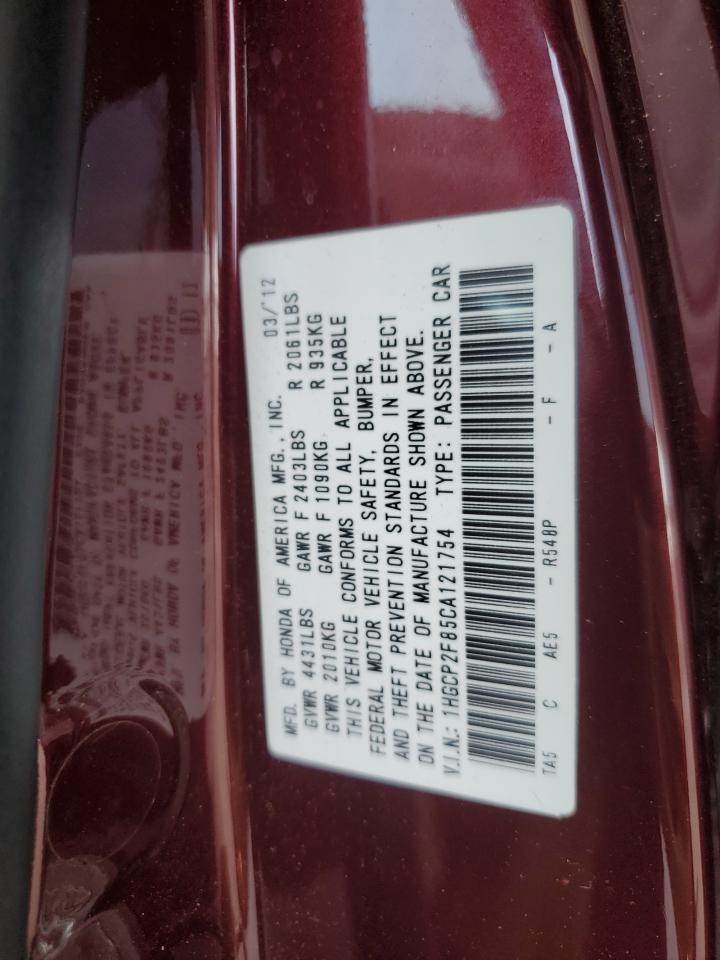 MFD. BY HONDA OF AMERICA MFG., INC. 03/'12
GVWR 4431LBS GAWR F 2403LBS R 2061LBS
GVWR 2010KG GAWR F 1090KG R 935KG
THIS VEHICLE CONFORMS TO ALL APPLICABLE
FEDERAL MOTOR VEHICLE SAFETY, BUMPER,
AND THEFT PREVENTION STANDARDS IN EFFECT
ON THE DATE OF MANUFACTURE SHOWN ABOVE.
V.I.N.: 1HGCP2F85CA121754 TYPE: PASSENGER CAR
TA5 C AE5 - R548P - F - A